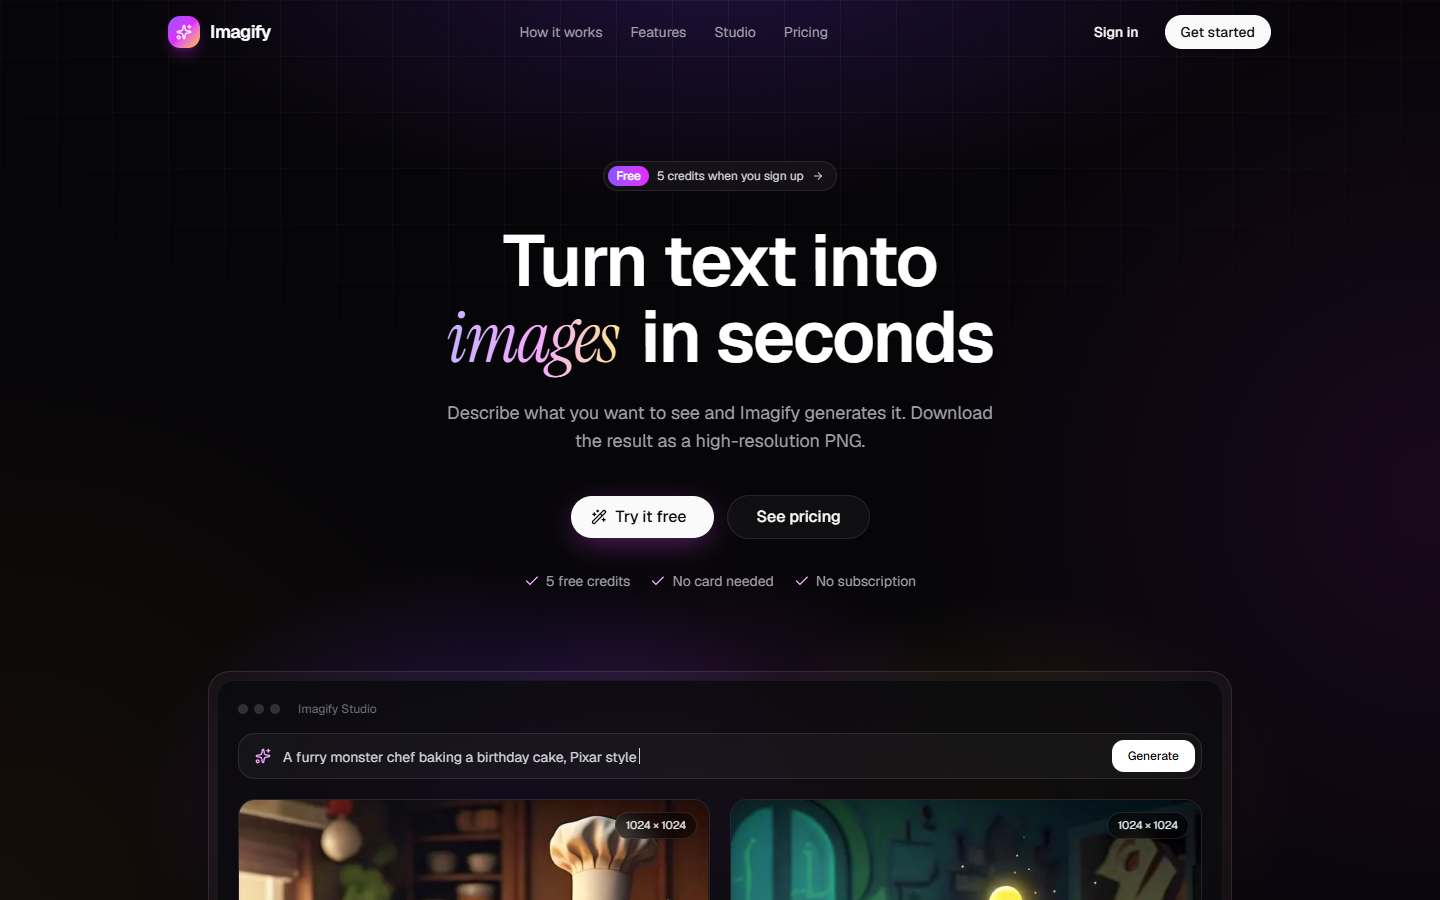 Imagify
How it works
Features
Studio
Pricing
Sign in
Get started
Free 5 credits when you sign up →
Turn text into
images in seconds
Describe what you want to see and Imagify generates it. Download
the result as a high-resolution PNG.
Try it free
See pricing
5 free credits
No card needed
No subscription
Imagify Studio
A furry monster chef baking a birthday cake, Pixar style
Generate
1024 × 1024
1024 × 1024